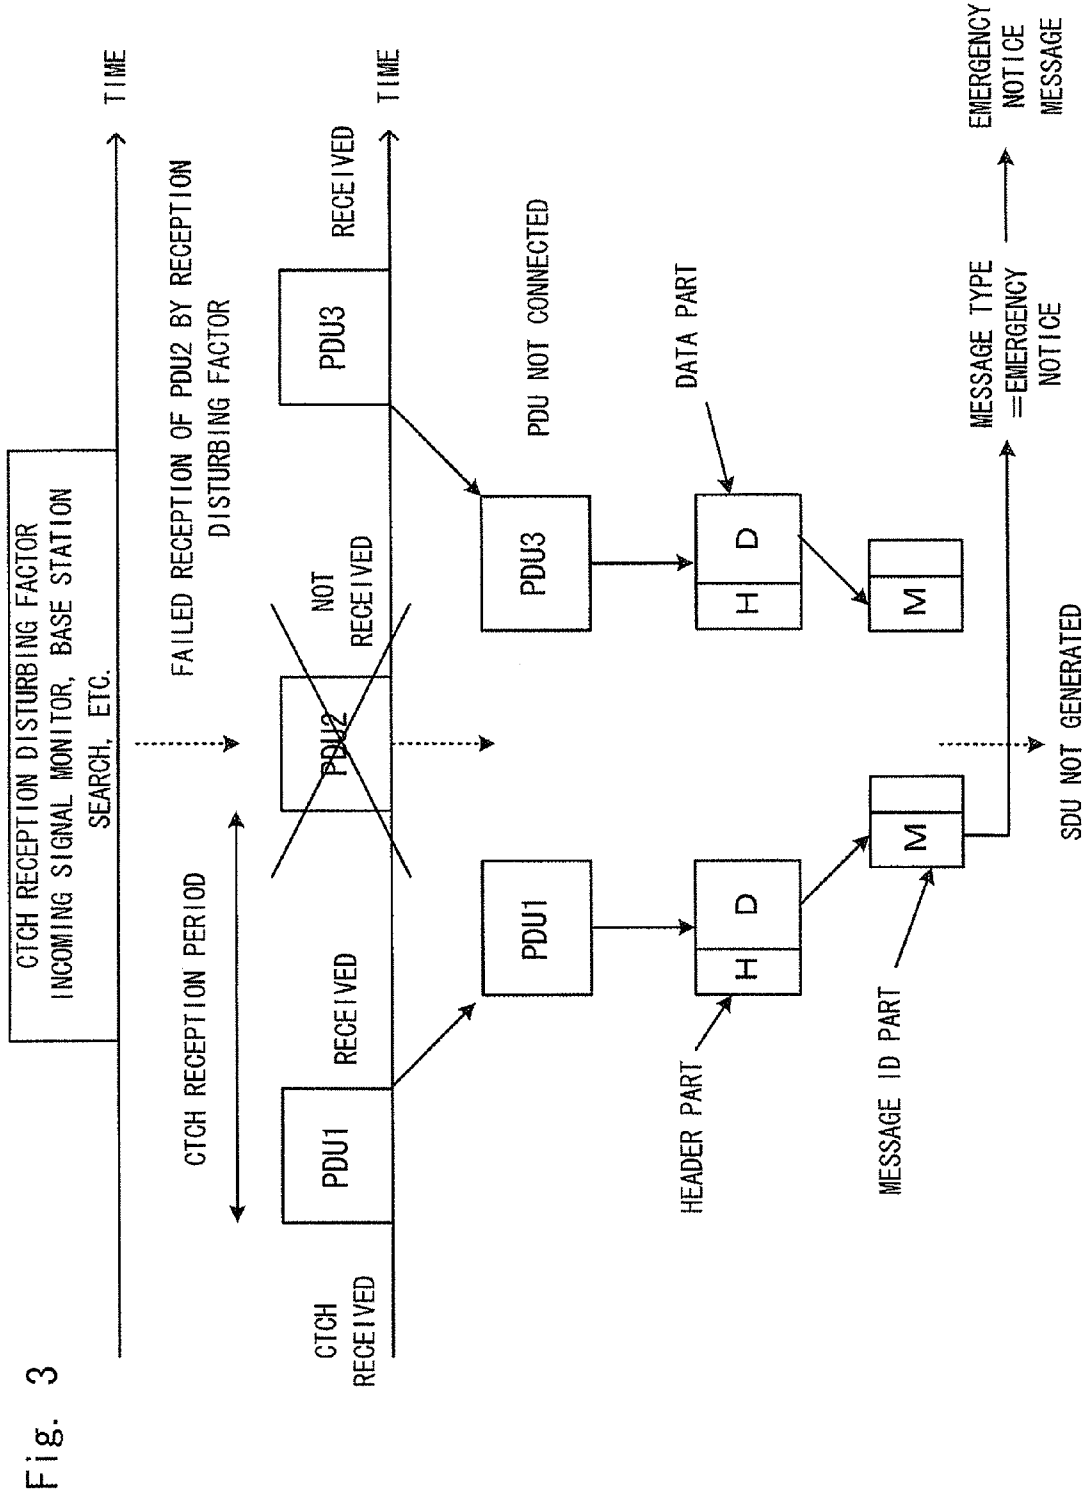 Fig. 3
CTCH RECEPTION DISTURBING FACTOR
INCOMING SIGNAL MONITOR, BASE STATION
SEARCH, ETC.
TIME
FAILED RECEPTION OF PDU2 BY RECEPTION
DISTURBING FACTOR
CTCH RECEPTION PERIOD
CTCH
RECEIVED
PDU1
RECEIVED
PDU2
NOT
RECEIVED
PDU3
RECEIVED
TIME
PDU1
PDU3
PDU NOT CONNECTED
HEADER PART
H
D
H
D
DATA PART
MESSAGE ID PART
M
M
MESSAGE TYPE
=EMERGENCY
NOTICE
EMERGENCY
NOTICE
MESSAGE
SDU NOT GENERATED